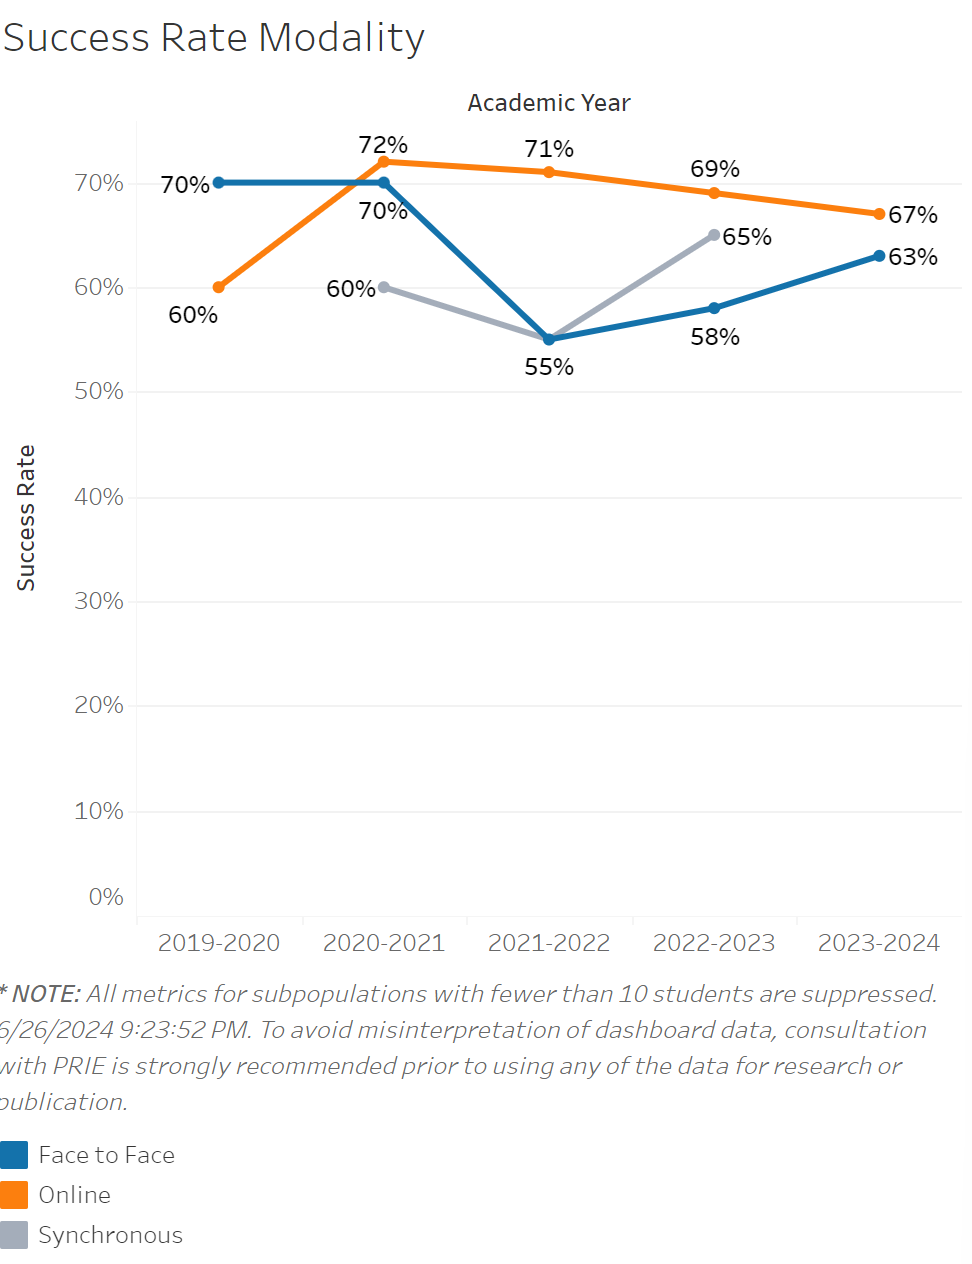 Success Rate Modality
Academic Year
72%
71%
69%
70%
70%
67%
70%
65%
63%
60%
60%
60%
58%
55%
50%
40%
Success Rate
30%
20%
10%
0%
2019-2020 2020-2021 2021-2022 2022-2023 2023-2024
* NOTE: All metrics for subpopulations with fewer than 10 students are suppressed.
6/26/2024 9:23:52 PM. To avoid misinterpretation of dashboard data, consultation
with PRIE is strongly recommended prior to using any of the data for research or
publication.
Face to Face
Online
Synchronous